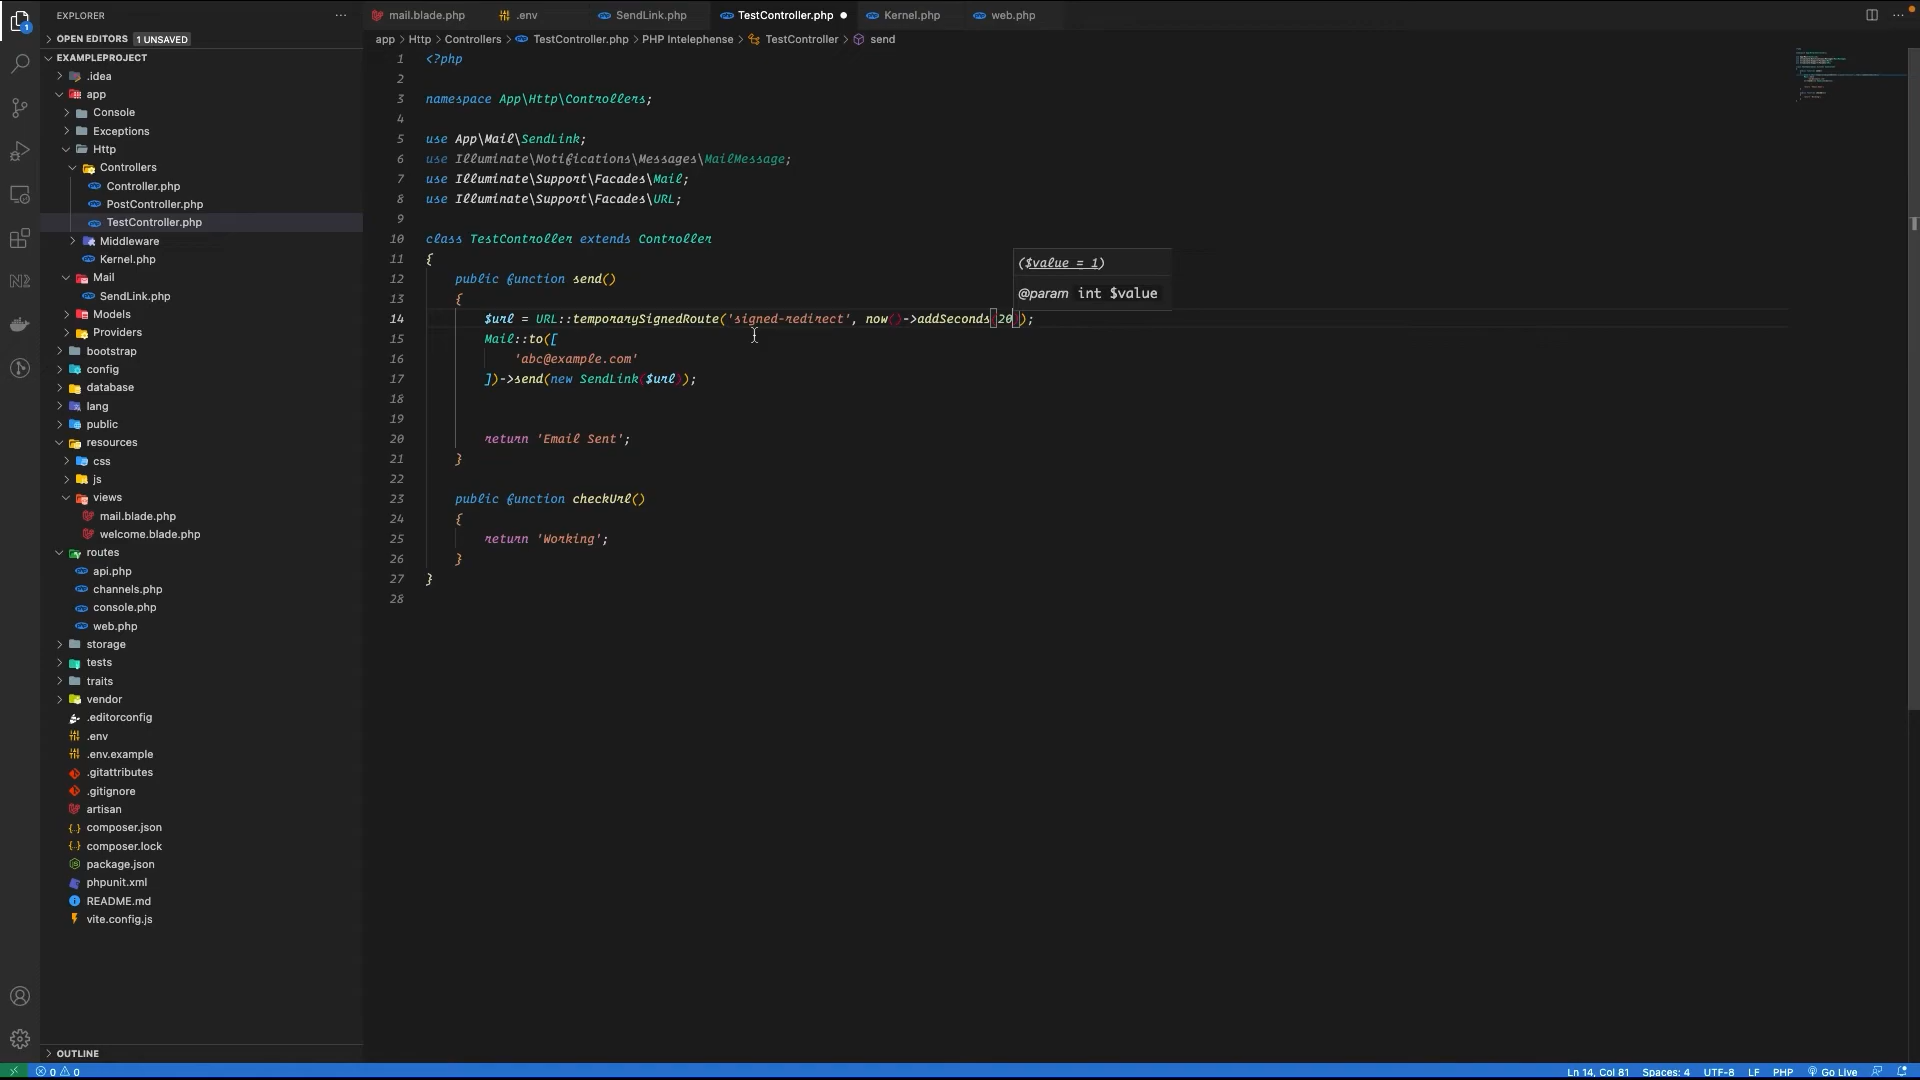 EXPLORER
OPEN EDITORS 1 UNSAVED
EXAMPLEPROJECT
.idea
app
Console
Exceptions
Http
Controllers
Controller.php
PostController.php
TestController.php
Middleware
Kernel.php
Mail
SendLink.php
Models
Providers
bootstrap
config
database
lang
public
resources
css
js
views
mail.blade.php
welcome.blade.php
routes
api.php
channels.php
console.php
web.php
storage
tests
traits
vendor
.editorconfig
.env
.env.example
.gitattributes
.gitignore
artisan
composer.json
composer.lock
package.json
phpunit.xml
README.md
vite.config.js
OUTLINE
mail.blade.php .env SendLink.php TestController.php Kernel.php web.php
app > Http > Controllers > TestController.php > PHP Intelephense > TestController > send
1 <?php
2
3 namespace App\Http\Controllers;
4
5 use App\Mail\SendLink;
6 use Illuminate\Notifications\Messages\MailMessage;
7 use Illuminate\Support\Facades\Mail;
8 use Illuminate\Support\Facades\URL;
9
10 class TestController extends Controller
11 {
12 public function send()
13 {
14 $url = URL::temporarySignedRoute('signed-redirect', now()->addSeconds(20));
15 Mail::to([
16 'abc@example.com'
17 ])->send(new SendLink($url));
18
19
20 return 'Email Sent';
21 }
22
23 public function checkUrl()
24 {
25 return 'Working';
26 }
27 }
28
($value = 1)
@param int $value
0 0
Ln 14, Col 81 Spaces: 4 UTF-8 LF PHP Go Live